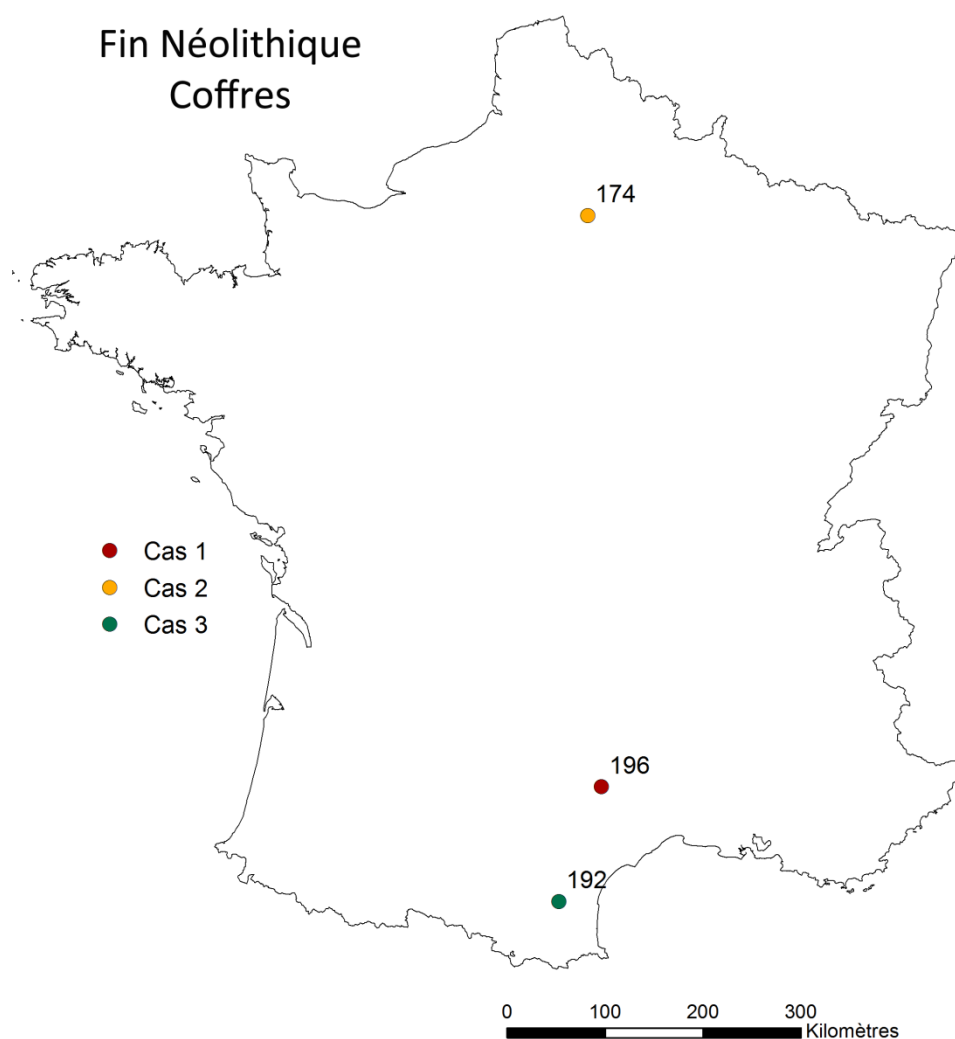 Fin Néolithique
Coffres
174
Cas 1
Cas 2
Cas 3
196
192
0 100 200 300
Kilomètres